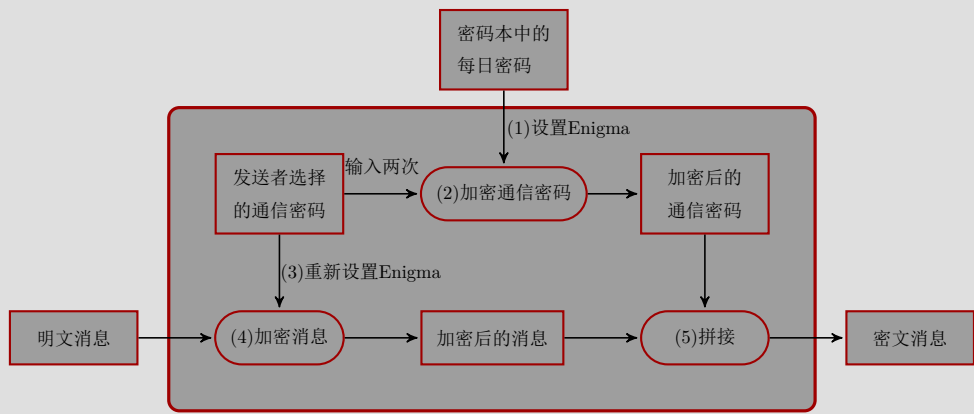 密码本中的
每日密码
(1)设置Enigma
发送者选择
的通信密码
输入两次
(2)加密通信密码
加密后的
通信密码
(3)重新设置Enigma
明文消息
(4)加密消息
加密后的消息
(5)拼接
密文消息